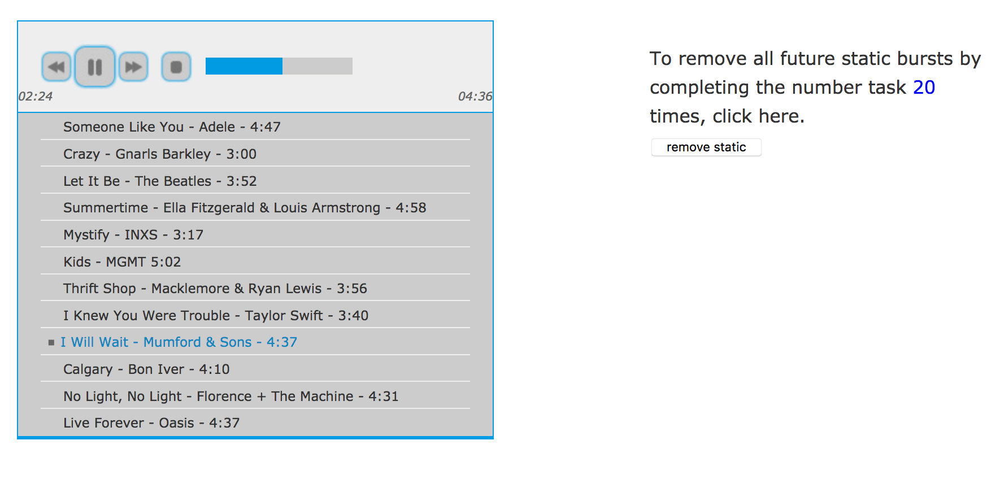 02:24
04:36
Someone Like You - Adele - 4:47
Crazy - Gnarls Barkley - 3:00
Let It Be - The Beatles - 3:52
Summertime - Ella Fitzgerald & Louis Armstrong - 4:58
Mystify - INXS - 3:17
Kids - MGMT 5:02
Thrift Shop - Macklemore & Ryan Lewis - 3:56
I Knew You Were Trouble - Taylor Swift - 3:40
I Will Wait - Mumford & Sons - 4:37
Calgary - Bon Iver - 4:10
No Light, No Light - Florence + The Machine - 4:31
Live Forever - Oasis - 4:37
To remove all future static bursts by
completing the number task 20
times, click here.
remove static